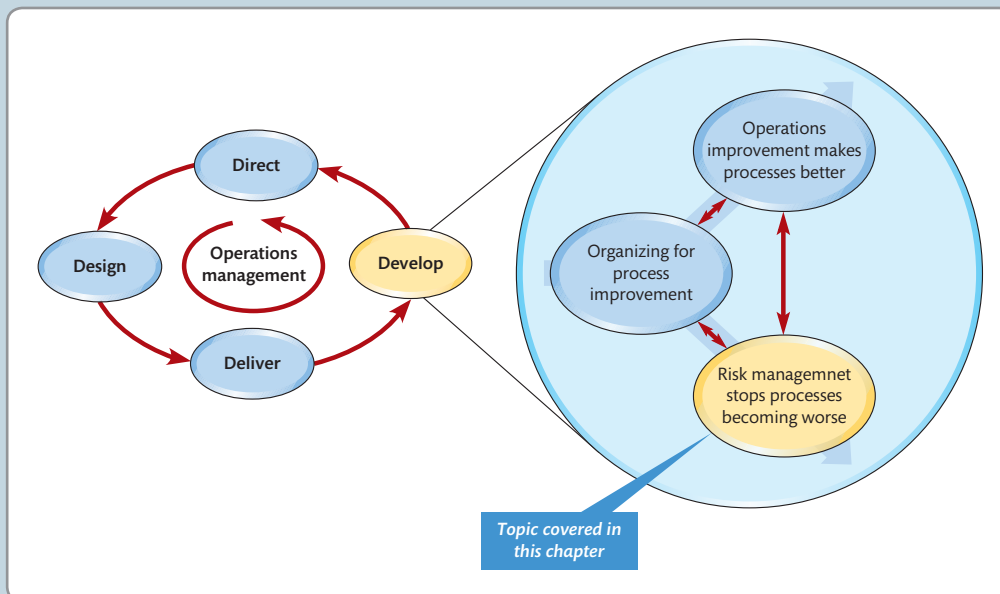 Direct
Design
Operations
management
Develop
Deliver
Operations
improvement makes
processes better
Organizing for
process
improvement
Risk managemnet
stops processes
becoming worse
Topic covered in
this chapter